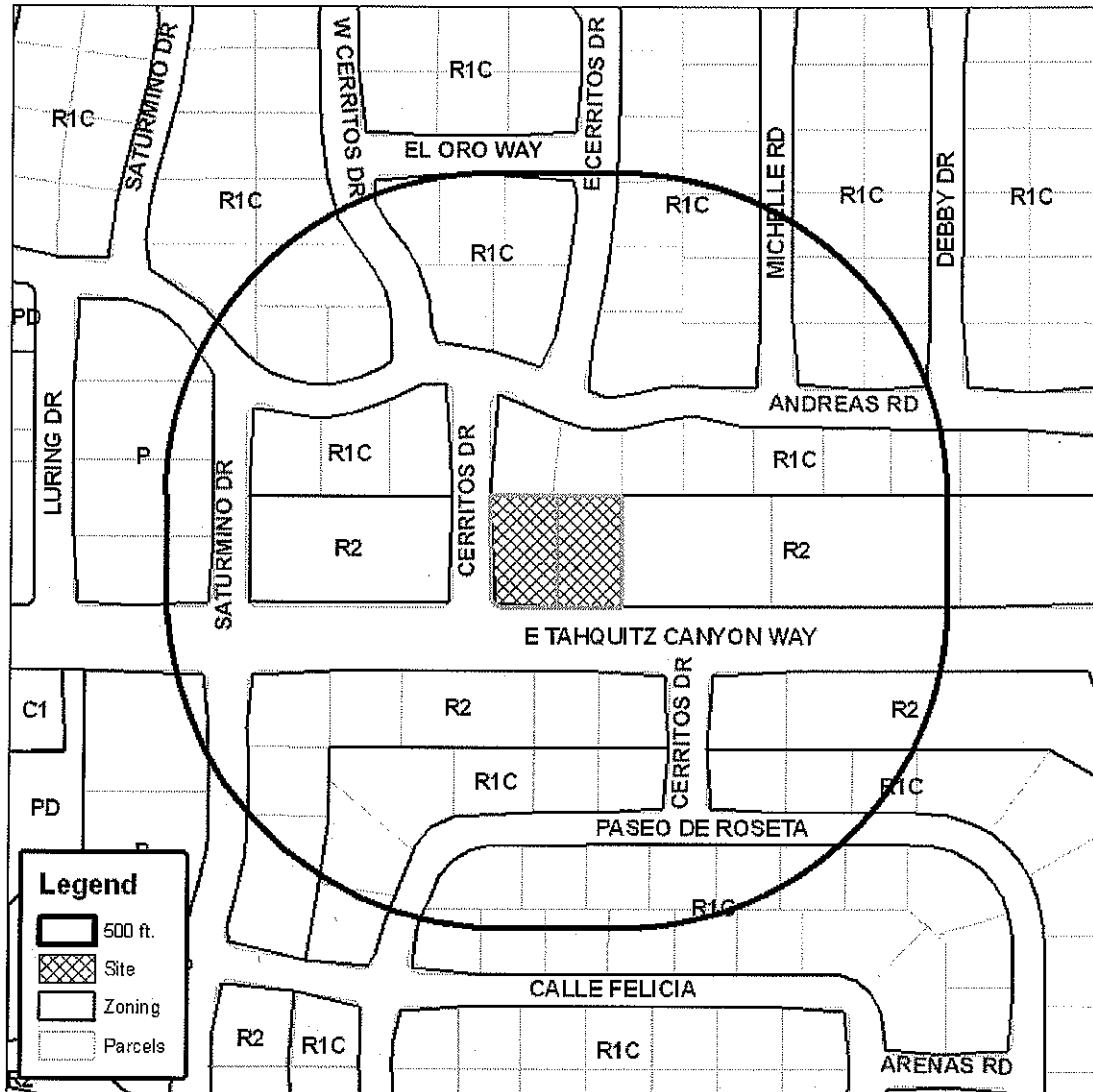 SATURMINO DR
W CERRITOS DR
R1C
E CERRITOS DR
R1C
EL ORO WAY
R1C
R1C
R1C
MICHELLE RD
R1C
DEBBY DR
R1C
R1C
PD
ANDREAS RD
LURING DR
P
SATURMINO DR
R1C
CERRITOS DR
R1C
R2
R2
E TAHQUITZ CANYON WAY
C1
R2
CERRITOS DR
R2
PD
R1C
R1C
PASEO DE ROSETA
R1C
CALLE FELICIA
R2
R1C
R1C
ARENAS RD
Legend
500 ft.
Site
Zoning
Parcels